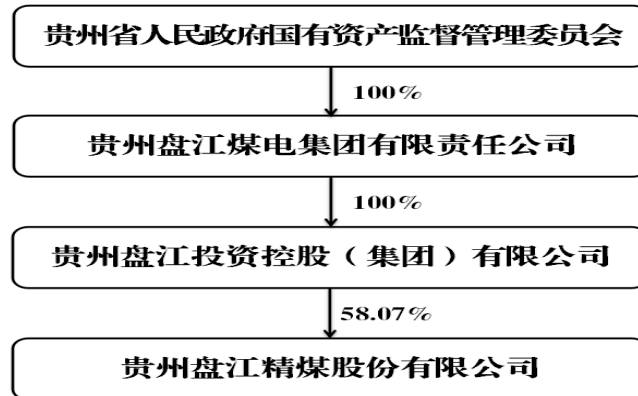 贵州省人民政府国有资产监督管理委员会
100%
贵州盘江煤电集团有限责任公司
100%
贵州盘江投资控股（集团）有限公司
58.07%
贵州盘江精煤股份有限公司